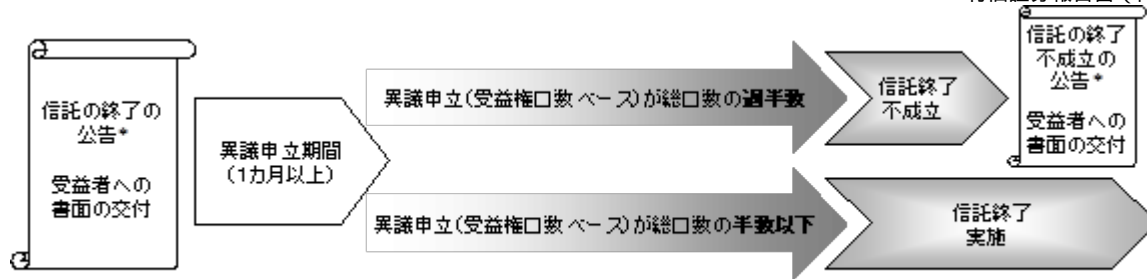 信託の終了の
公告*
受益者への
書面の交付
異議申立期間
（1カ月以上）
異議申立(受益権口数ベース)が総口数の過半数
信託終了
不成立
信託の終了
不成立の
公告*
受益者への
書面の交付
異議申立(受益権口数ベース)が総口数の半数以下
信託終了
実施